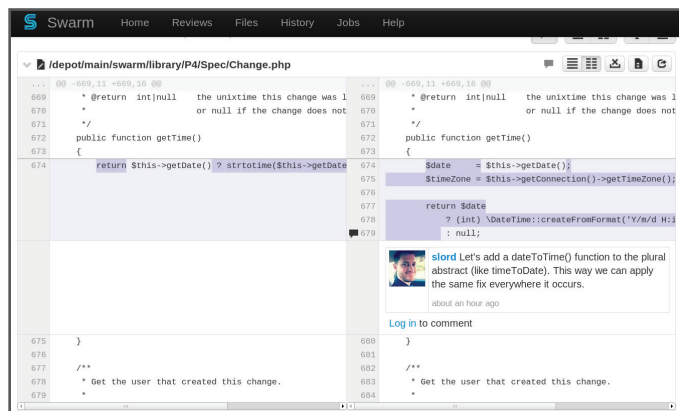 Swarm Home Reviews Files History Jobs Help
/depot/main/swarm/library/P4/Spec/Change.php
... @@ -669,11 +669,16 @@ ... @@ -669,11 +669,16 @@
669 * @return int|null the unixtime this change was l 669 * @return int|null the unixtime this change was l
670 * or null if the change does not 670 * or null if the change does not
671 */ 671 */
672 public function getTime() 672 public function getTime()
673 { 673 {
674 return $this->getDate() ? strtotime($this->getDate 674 $date = $this->getDate();
675 $timeZone = $this->getConnection()->getTimeZone();
676
677 return $date
678 ? (int) \DateTime::createFromFormat('Y/m/d H:i
679 : null;
slord Let's add a dateToTime() function to the plural
abstract (like timeToDate). This way we can apply
the same fix everywhere it occurs.
about an hour ago
Log in to comment
675 } 680 }
676 681
677 /** 682 /**
678 * Get the user that created this change. 683 * Get the user that created this change.
679 * 684 *